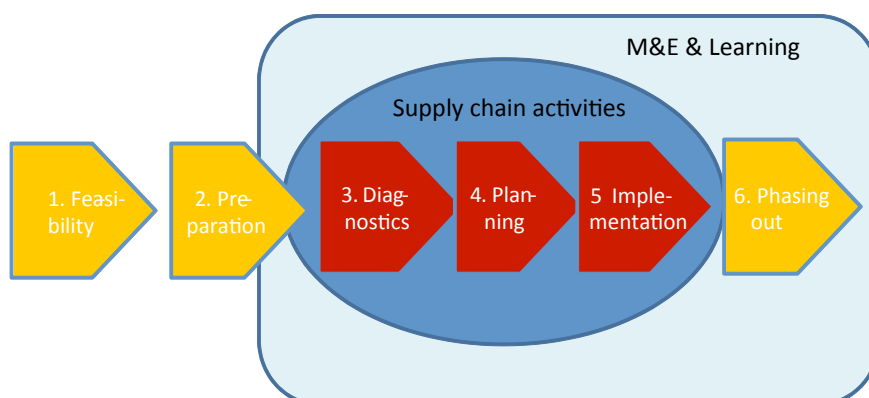 M&E & Learning
Supply chain activities
1. Feasi-
bility
2. Pre-
paration
3. Diag-
nostics
4. Plan-
ning
5 Imple-
mentation
6. Phasing
out